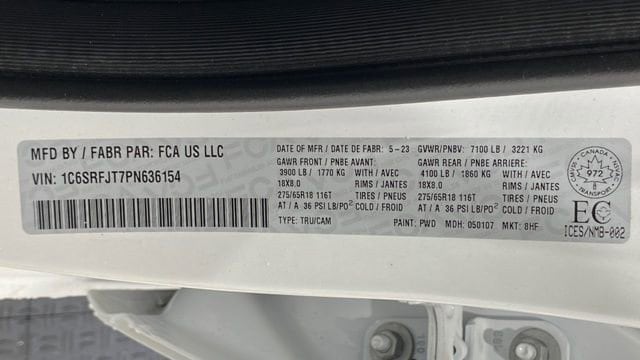 MFD BY / FABR PAR: FCA US LLC
VIN: 1C6SRFJT7PN636154
DATE OF MFR / DATE DE FABR: 5-23 GVWR/PNBV: 7100 LB / 3221 KG
GAWR FRONT / PNBE AVANT: WITH / AVEC GAWR REAR / PNBE ARRIERE: WITH / AVEC
3900 LB / 1770 KG RIMS / JANTES 4100 LB / 1860 KG RIMS / JANTES
18X8.0 TIRES / PNEU 18X8.0 TIRES / PNEU
275/65R18 116T 275/65R18 116T
AT / A 36 PSI LB/PO² COLD / FROID AT / A 36 PSI LB/PO² COLD / FROID
TYPE: TRU/CAM PAINT: PWD MDH: 050107 MKT: 8HF
CANADA
972
TRANSPORT
EC
ICES/NMB-002